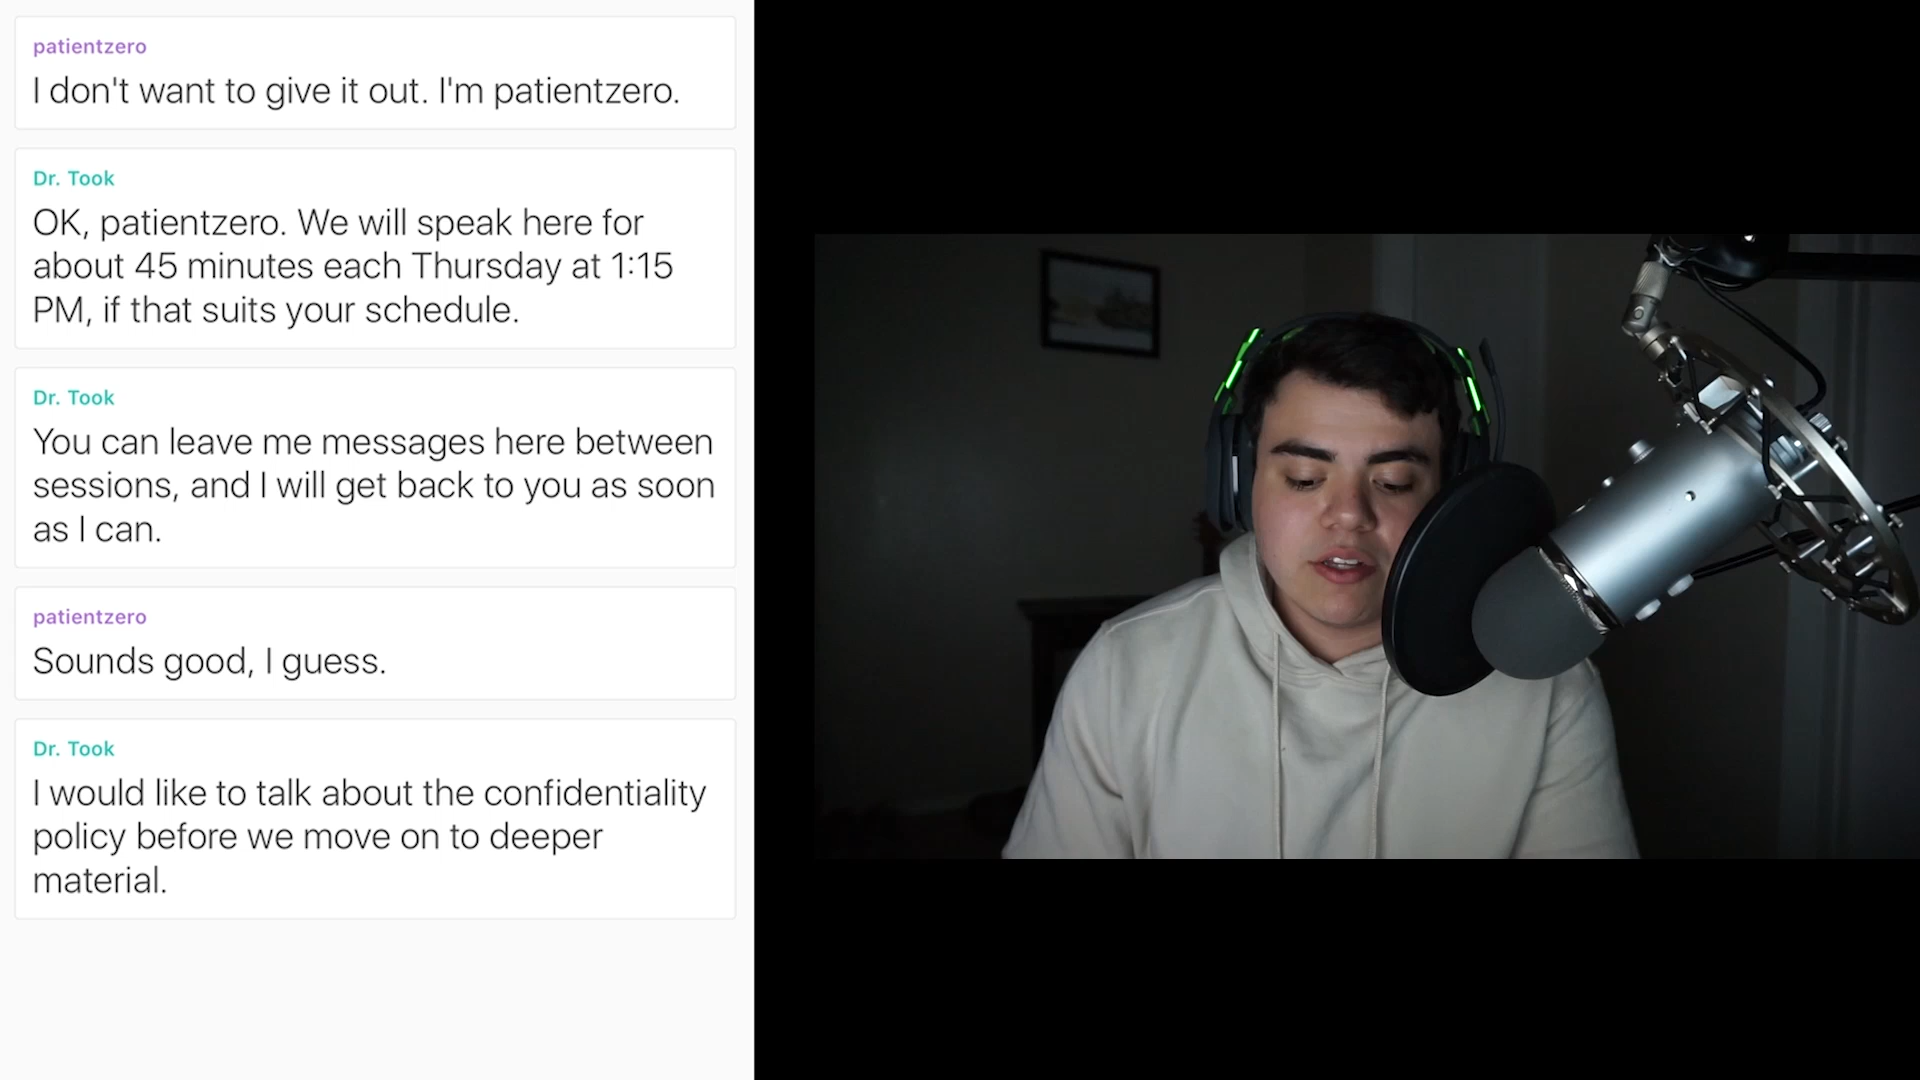 patientzero
I don't want to give it out. I'm patientzero.
Dr. Took
OK, patientzero. We will speak here for
about 45 minutes each Thursday at 1:15
PM, if that suits your schedule.
Dr. Took
You can leave me messages here between
sessions, and I will get back to you as soon
as I can.
patientzero
Sounds good, I guess.
Dr. Took
I would like to talk about the confidentiality
policy before we move on to deeper
material.